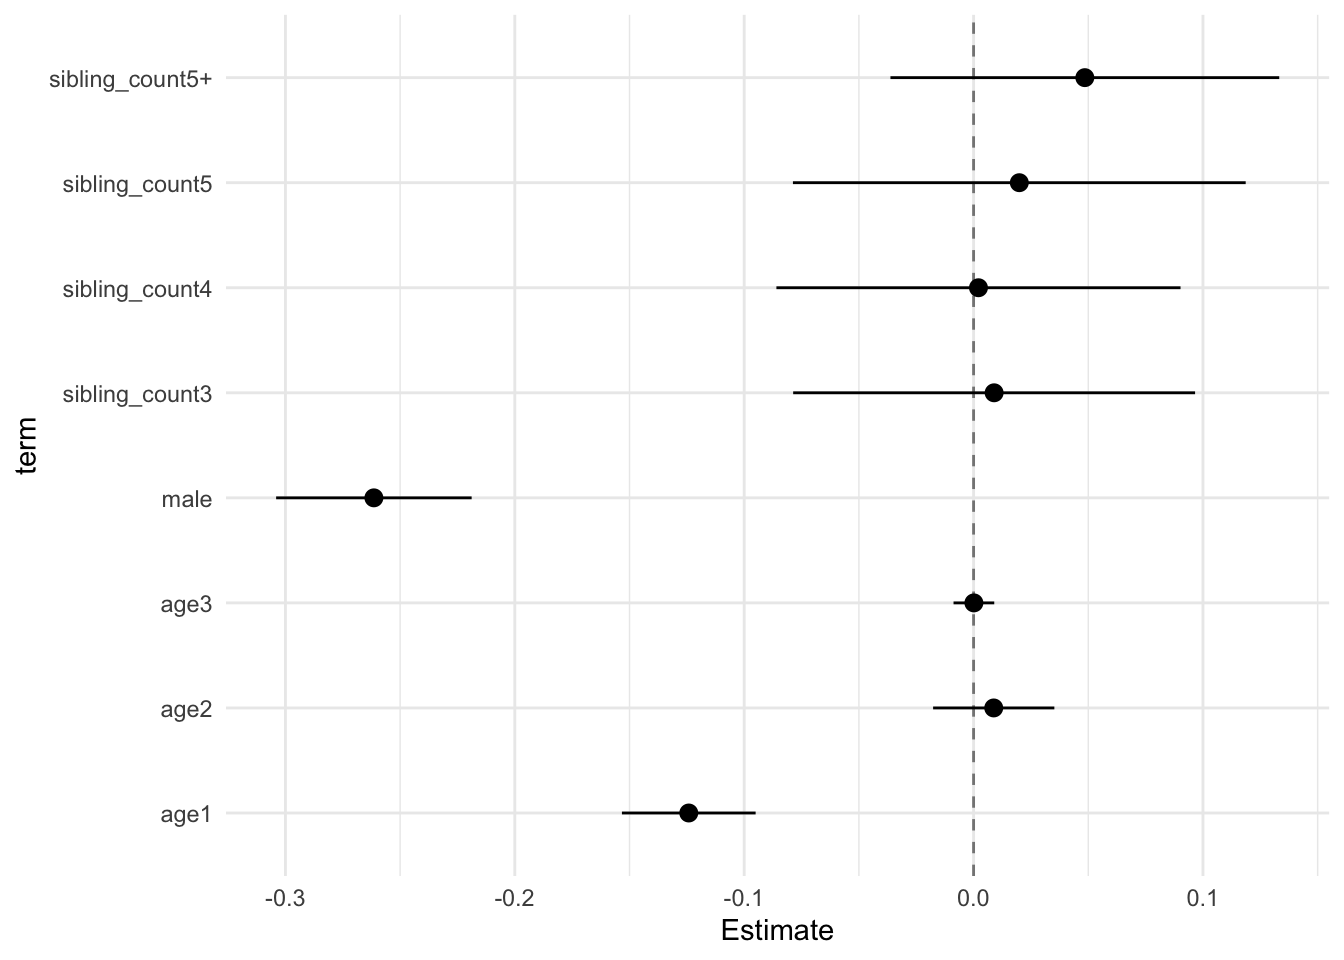 sibling_count5+
sibling_count5
sibling_count4
sibling_count3
male
age3
age2
age1
term
-0.3 -0.2 -0.1 0.0 0.1
Estimate